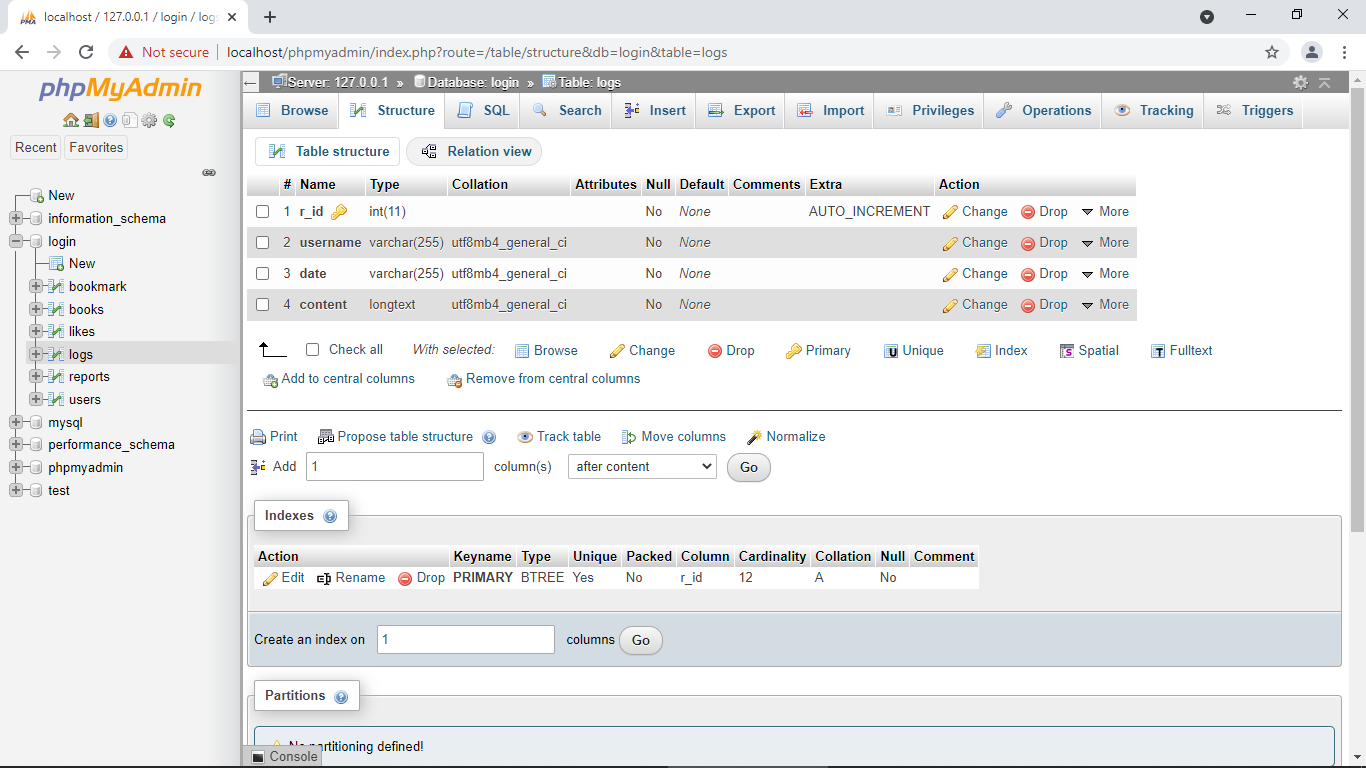 localhost / 127.0.0.1 / login / logs
Not secure localhost/phpmyadmin/index.php?route=/table/structure&db=login&table=logs
phpMyAdmin
Recent Favorites
New
information_schema
login
New
bookmark
books
likes
logs
reports
users
mysql
performance_schema
phpmyadmin
test
Server: 127.0.0.1 » Database: login » Table: logs
Browse Structure SQL Search Insert Export Import Privileges Operations Tracking Triggers
Table structure Relation view
# Name Type Collation Attributes Null Default Comments Extra Action
1 r_id int(11) No None AUTO_INCREMENT Change Drop More
2 username varchar(255) utf8mb4_general_ci No None Change Drop More
3 date varchar(255) utf8mb4_general_ci No None Change Drop More
4 content longtext utf8mb4_general_ci No None Change Drop More
Check all With selected: Browse Change Drop Primary Unique Index Spatial Fulltext
Add to central columns Remove from central columns
Print Propose table structure Track table Move columns Normalize
Add 1 column(s) after content Go
Indexes
Action Keyname Type Unique Packed Column Cardinality Collation Null Comment
Edit Rename Drop PRIMARY BTREE Yes No r_id 12 A No
Create an index on 1 columns Go
Partitions
No partitioning defined!
Console